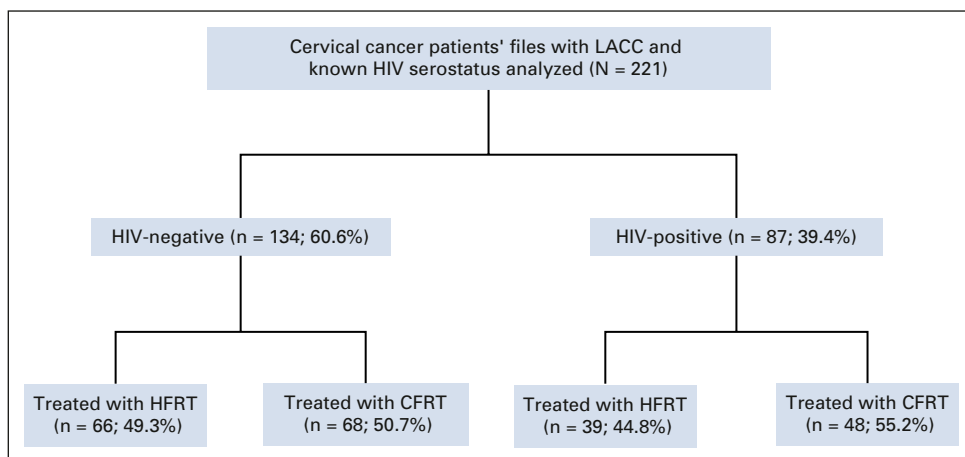 Cervical cancer patients' files with LACC and
known HIV serostatus analyzed (N = 221)
HIV-negative (n = 134; 60.6%)
HIV-positive (n = 87; 39.4%)
Treated with HFRT
(n = 66; 49.3%)
Treated with CFRT
(n = 68; 50.7%)
Treated with HFRT
(n = 39; 44.8%)
Treated with CFRT
(n = 48; 55.2%)